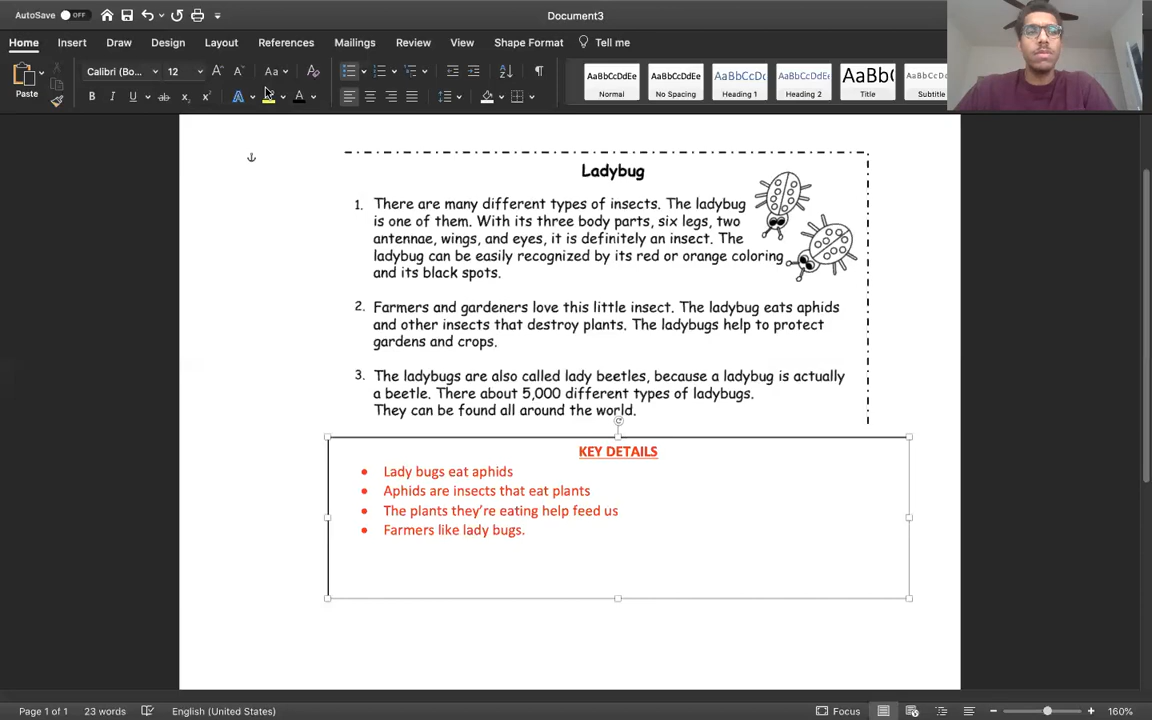 AutoSave OFF Document3
Home Insert Draw Design Layout References Mailings Review View Shape Format Tell me
Calibri (Bo... 12 Aa
Paste B I U ab x₂ x² A A
AaBbCcDdEe AaBbCcDdEe AaBbCcDc AaBbCcDdEe AaBb( AaBbCcDdEe
Normal No Spacing Heading 1 Heading 2 Title Subtitle
Ladybug
1. There are many different types of insects. The ladybug
is one of them. With its three body parts, six legs, two
antennae, wings, and eyes, it is definitely an insect. The
ladybug can be easily recognized by its red or orange coloring
and its black spots.
2. Farmers and gardeners love this little insect. The ladybug eats aphids
and other insects that destroy plants. The ladybugs help to protect
gardens and crops.
3. The ladybugs are also called lady beetles, because a ladybug is actually
a beetle. There about 5,000 different types of ladybugs.
They can be found all around the world.
KEY DETAILS
• Lady bugs eat aphids
• Aphids are insects that eat plants
• The plants they're eating help feed us
• Farmers like lady bugs.
Page 1 of 1 23 words English (United States) Focus 160%